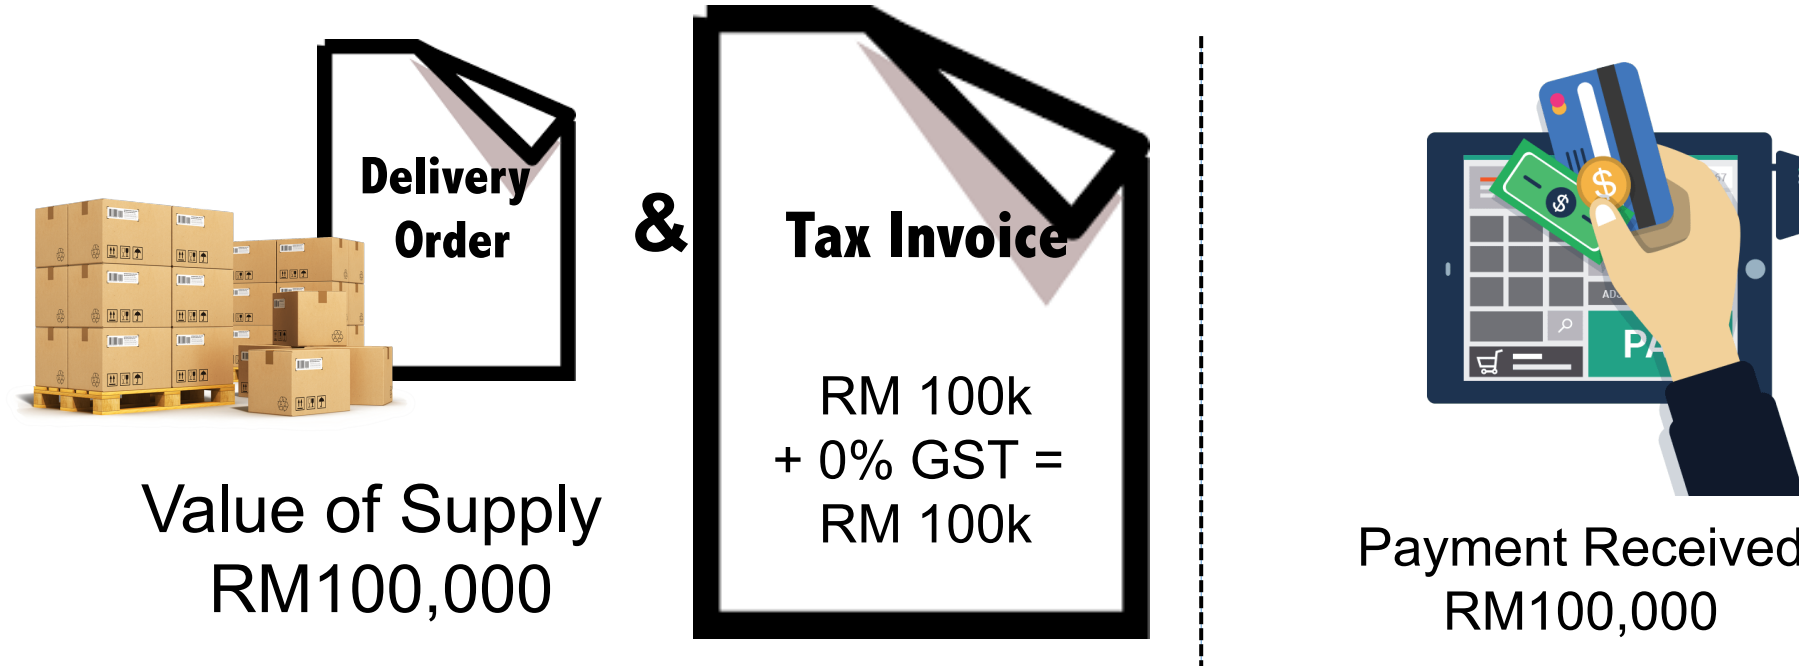 Delivery
Order
&
Tax Invoice
RM 100k
+ 0% GST =
RM 100k
Value of Supply
RM100,000
Payment Received
RM100,000